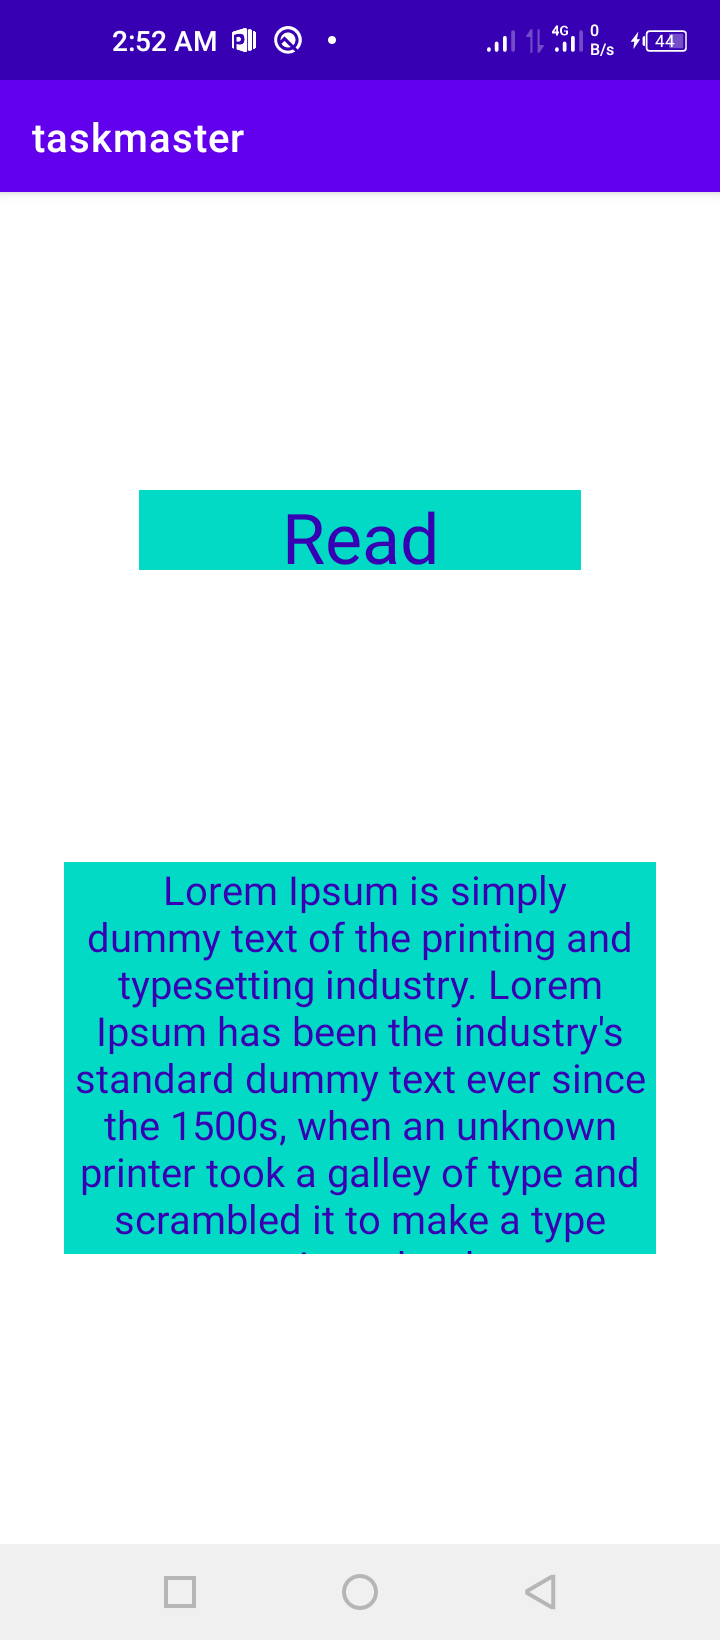 2:52 AM
4G
0
B/s
44
taskmaster
Read
Lorem Ipsum is simply
dummy text of the printing and
typesetting industry. Lorem
Ipsum has been the industry's
standard dummy text ever since
the 1500s, when an unknown
printer took a galley of type and
scrambled it to make a type